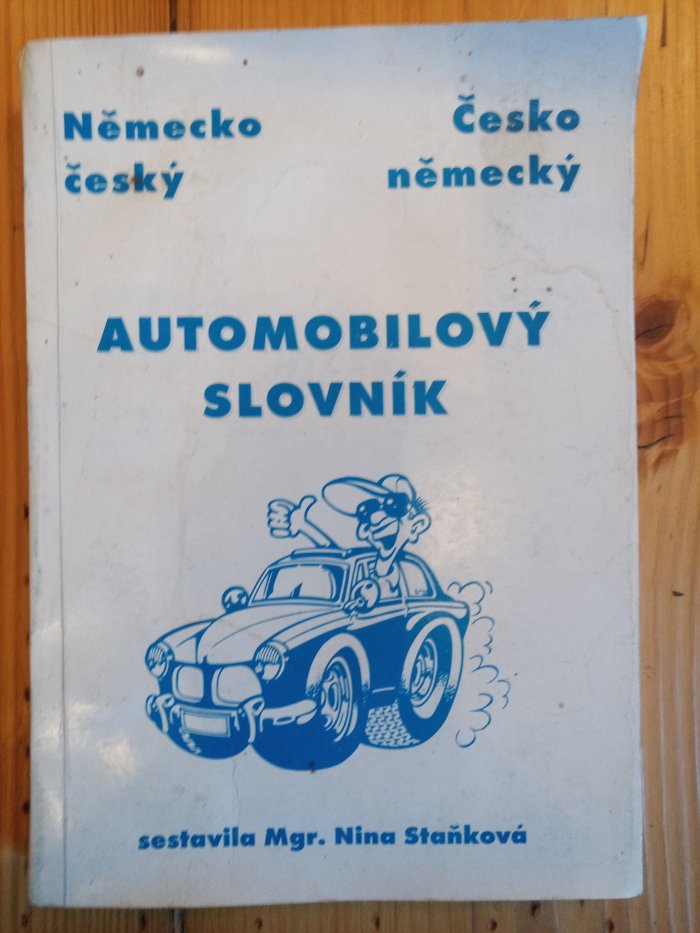 Německo
český
Česko
německý
AUTOMOBILOVÝ
SLOVNÍK
sestavila Mgr. Nina Staňková